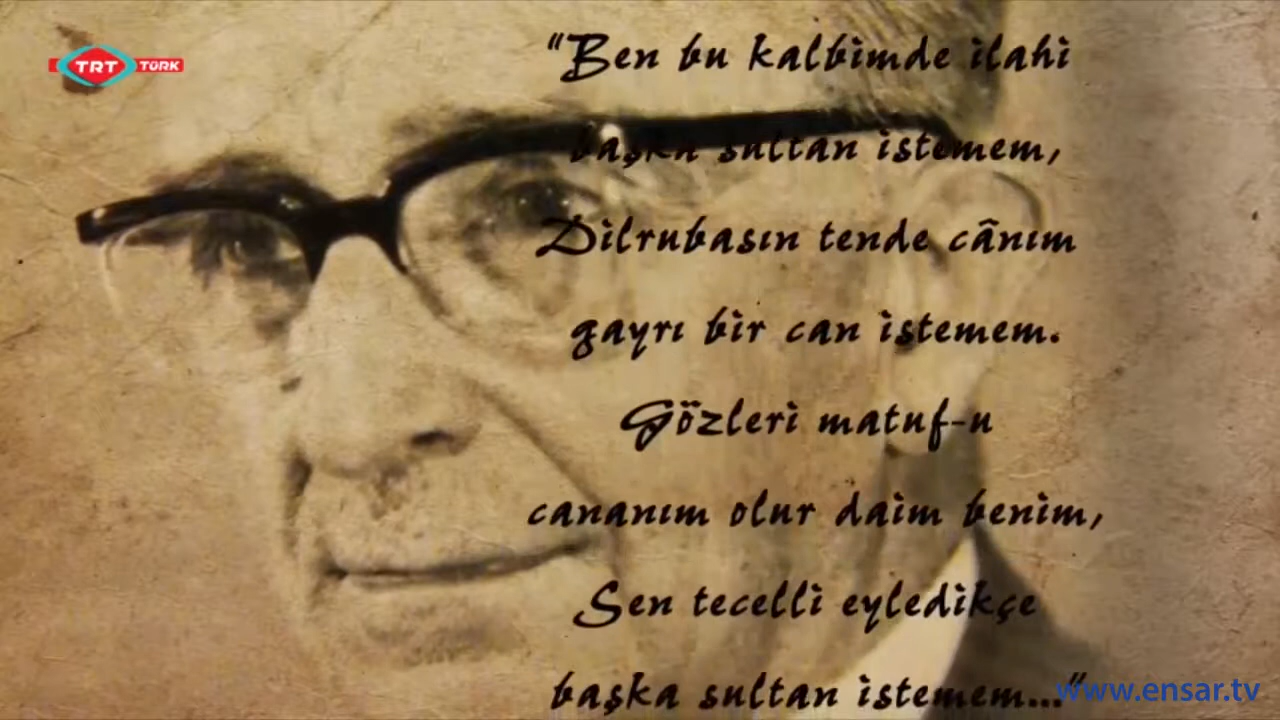 TRT TÜRK
"Ben bu kalbimde ilahi
başka sultan istemem,
Dilrubasın tende cânım
gayrı bir can istemem.
Gözleri matuf-u
cananım olur daim benim,
Sen tecelli eyledikçe
başka sultan istemem..."
www.ensar.tv